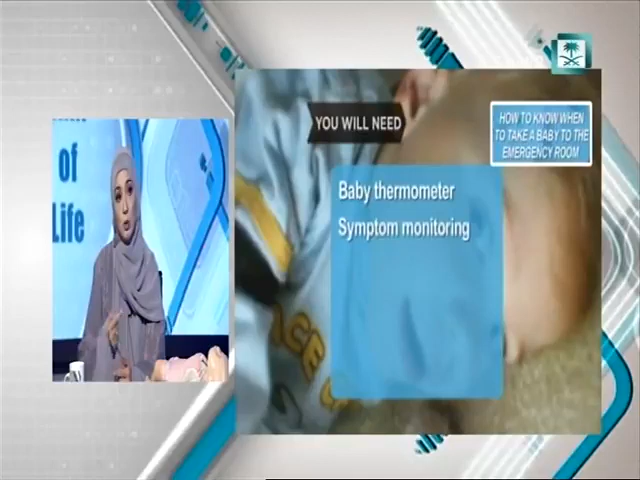 of
Life
YOU WILL NEED
HOW TO KNOW WHEN
TO TAKE A BABY TO THE
EMERGENCY ROOM
Baby thermometer
Symptom monitoring